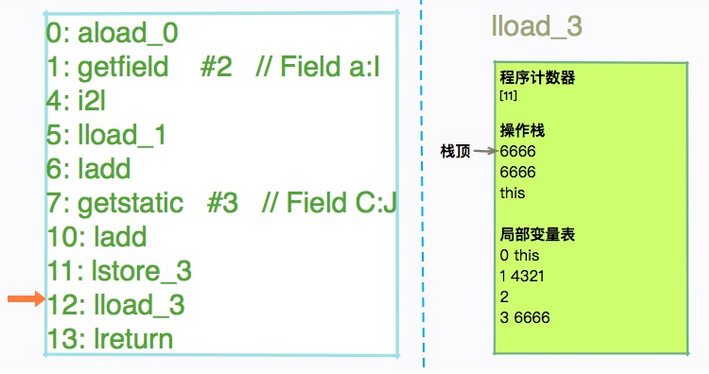 0: aload_0
1: getfield #2 // Field a:I
4: i2l
5: lload_1
6: ladd
7: getstatic #3 // Field C:J
10: ladd
11: lstore_3
12: lload_3
13: lreturn
lload_3
程序计数器
[11]
操作栈
栈顶 6666
6666
this
局部变量表
0 this
1 4321
2
3 6666